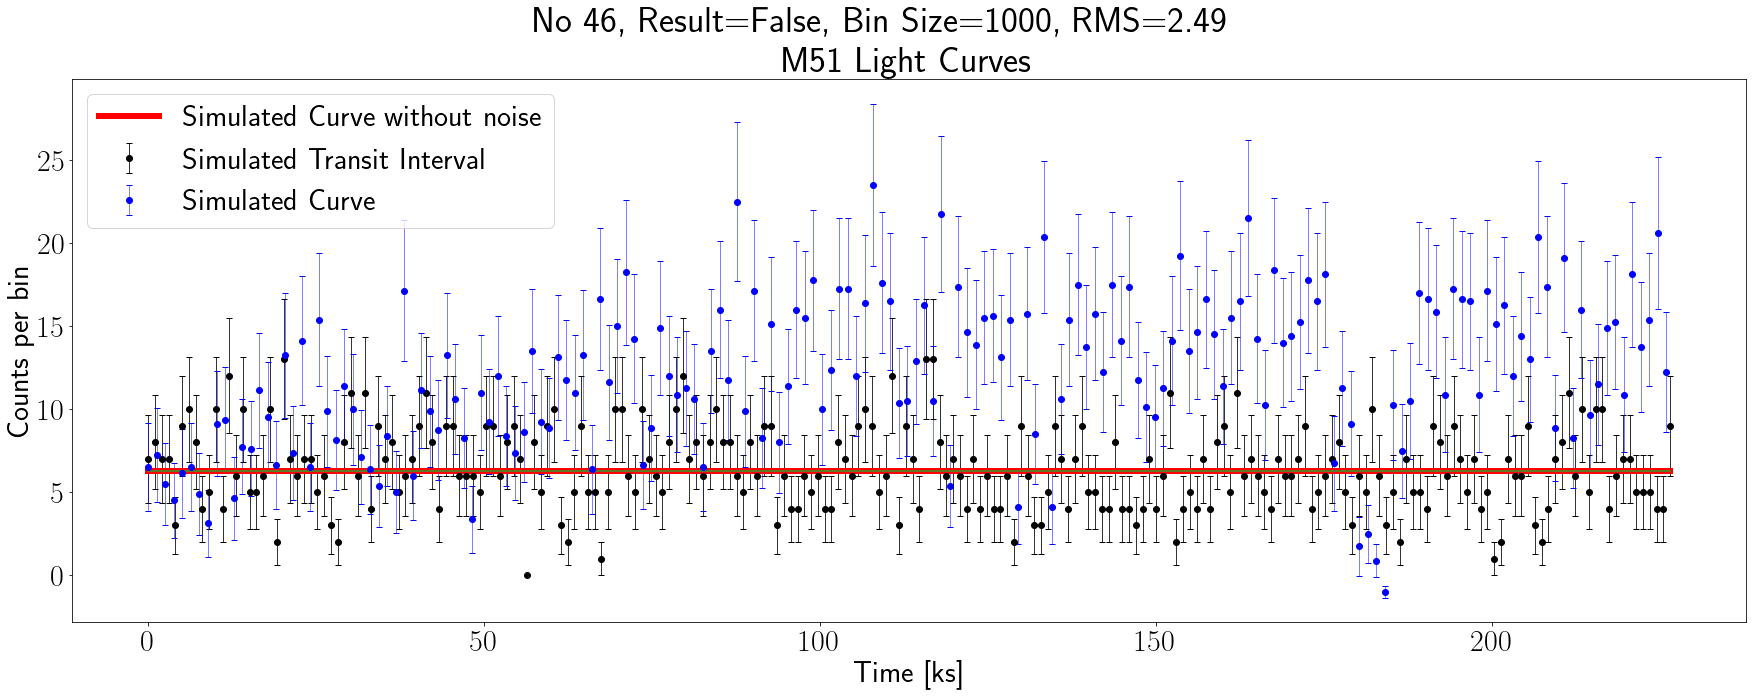 No 46, Result=False, Bin Size=1000, RMS=2.49
M51 Light Curves
Simulated Curve without noise
Simulated Transit Interval
Simulated Curve
Counts per bin
25
20
15
10
5
0
0 50 100 150 200
Time [ks]